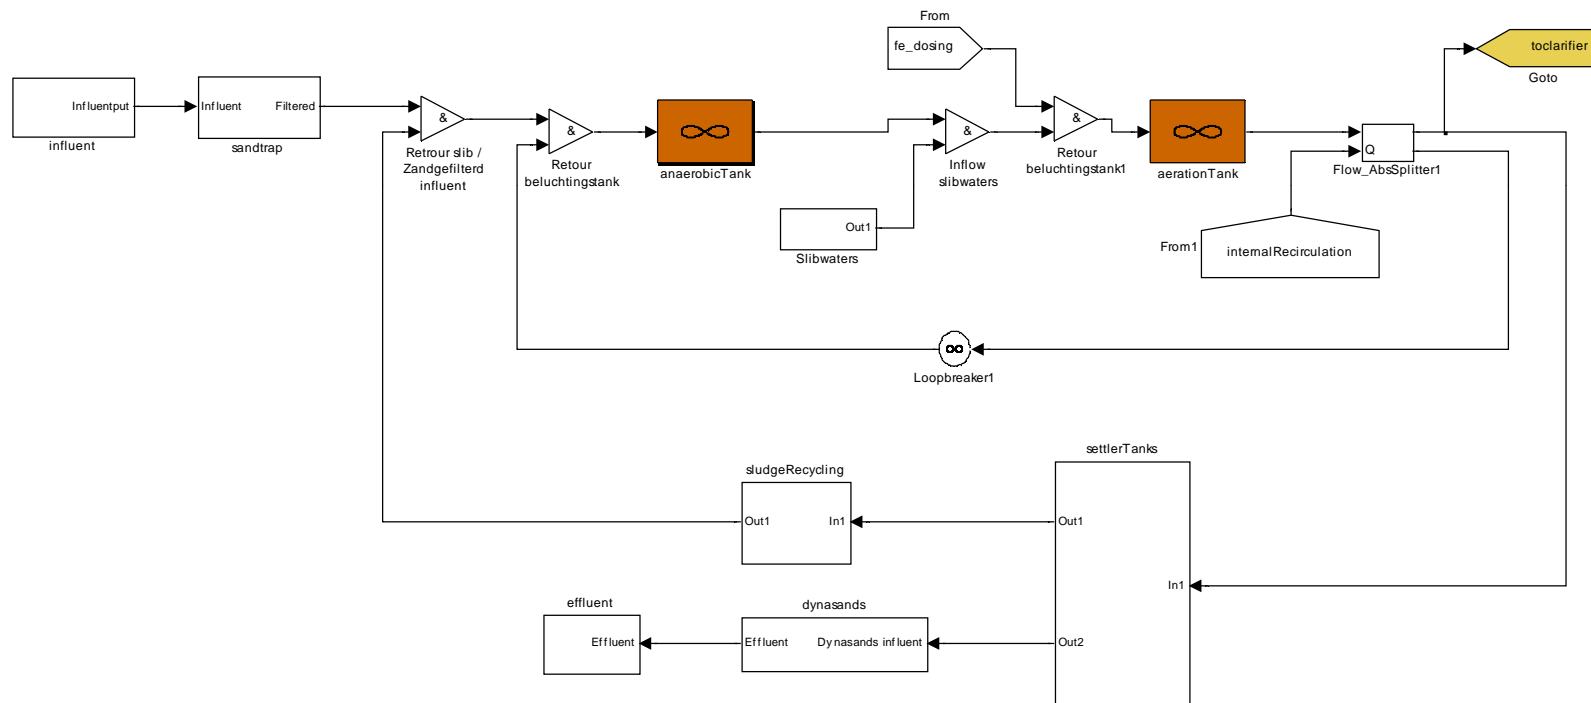 From
fe_dosing
toclarifier
Goto
Influentput
influent
Influent
Filtered
sandtrap
&
Retrour slib /
Zandgefilterd
influent
&
Retour
beluchtingstank
anaerobicTank
&
Inflow
slibwaters
&
Retour
beluchtingstank1
aerationTank
Q
Flow_AbsSplitter1
Out1
Slibwaters
From1
internalRecirculation
Loopbreaker1
settlerTanks
sludgeRecycling
Out1
In1
Out1
In1
effluent
dynasands
Effluent
Effluent
Dynasands influent
Out2